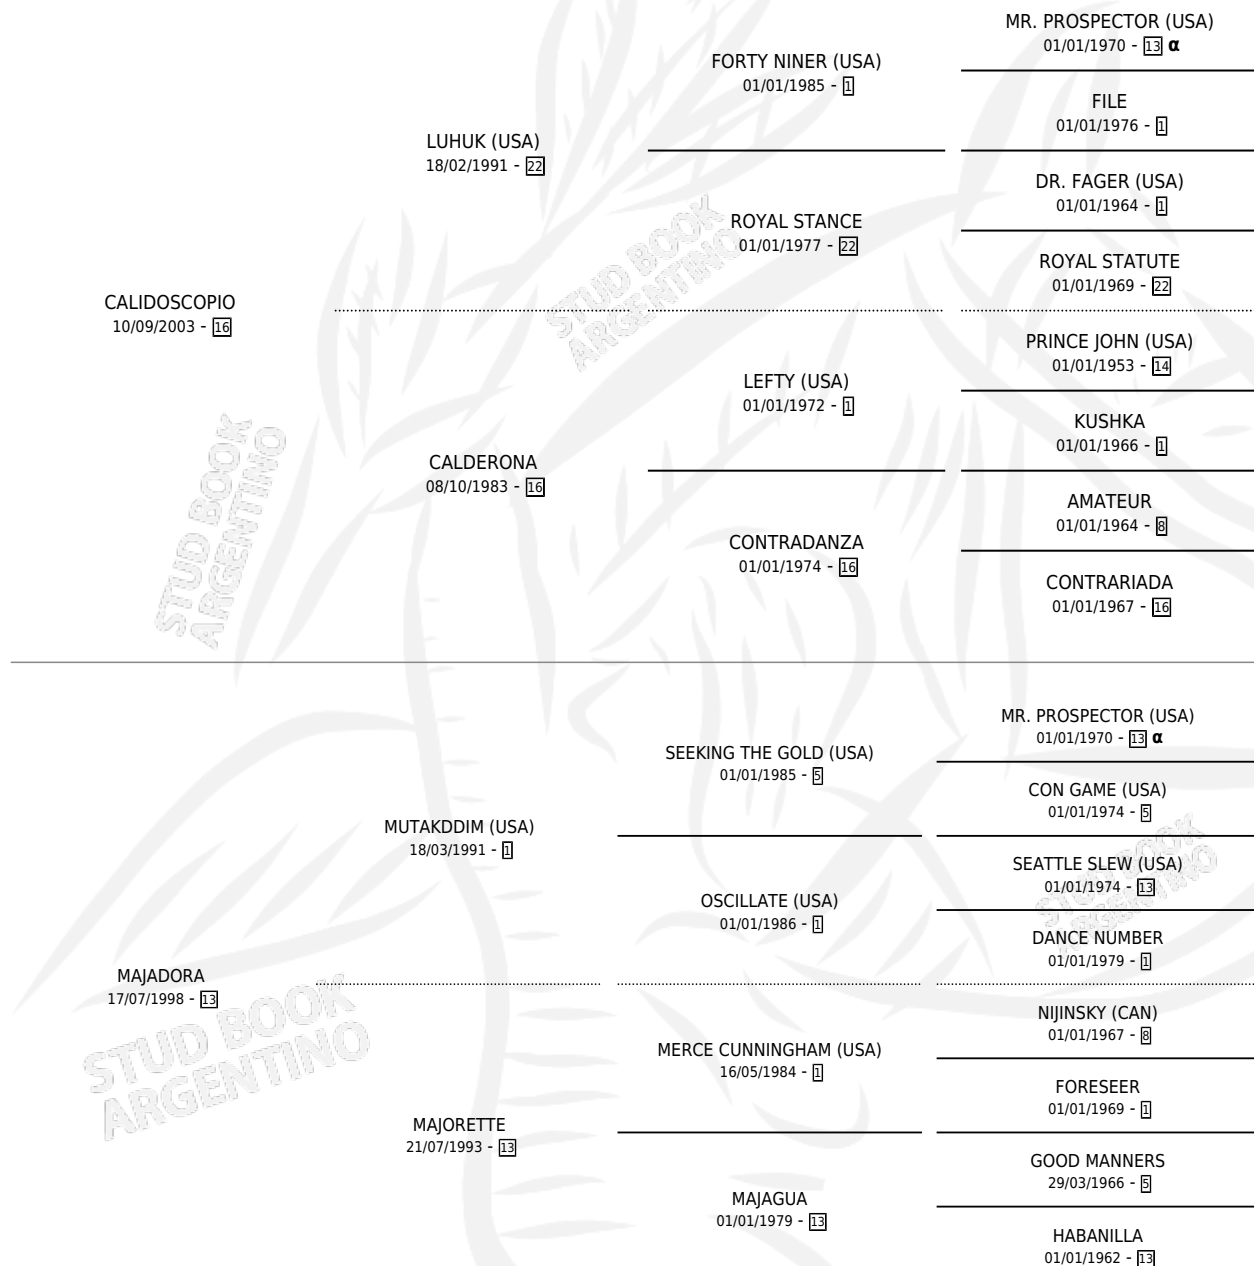 MR. PROSPECTOR (USA)
01/01/1970 - 13 α
FORTY NINER (USA)
01/01/1985 - 1
FILE
01/01/1976 - 1
LUHUK (USA)
18/02/1991 - 22
DR. FAGER (USA)
01/01/1964 - 1
ROYAL STANCE
01/01/1977 - 22
ROYAL STATUTE
01/01/1969 - 22
CALIDOSCOPIO
10/09/2003 - 16
PRINCE JOHN (USA)
01/01/1953 - 14
LEFTY (USA)
01/01/1972 - 1
KUSHKA
01/01/1966 - 1
CALDERONA
08/10/1983 - 16
AMATEUR
01/01/1964 - 8
CONTRADANZA
01/01/1974 - 16
CONTRARIADA
01/01/1967 - 16
MR. PROSPECTOR (USA)
01/01/1970 - 13 α
SEEKING THE GOLD (USA)
01/01/1985 - 5
CON GAME (USA)
01/01/1974 - 5
MUTAKDDIM (USA)
18/03/1991 - 1
SEATTLE SLEW (USA)
01/01/1974 - 13
OSCILLATE (USA)
01/01/1986 - 1
DANCE NUMBER
01/01/1979 - 1
MAJADORA
17/07/1998 - 13
NIJINSKY (CAN)
01/01/1967 - 8
MERCE CUNNINGHAM (USA)
16/05/1984 - 1
FORESEER
01/01/1969 - 1
MAJORETTE
21/07/1993 - 13
GOOD MANNERS
29/03/1966 - 5
MAJAGUA
01/01/1979 - 13
HABANILLA
01/01/1962 - 13
STUD BOOK
ARGENTINO
STUD BOOK
ARGENTINO
STUD BOOK
ARGENTINO
STUD BOOK
ARGENTINO